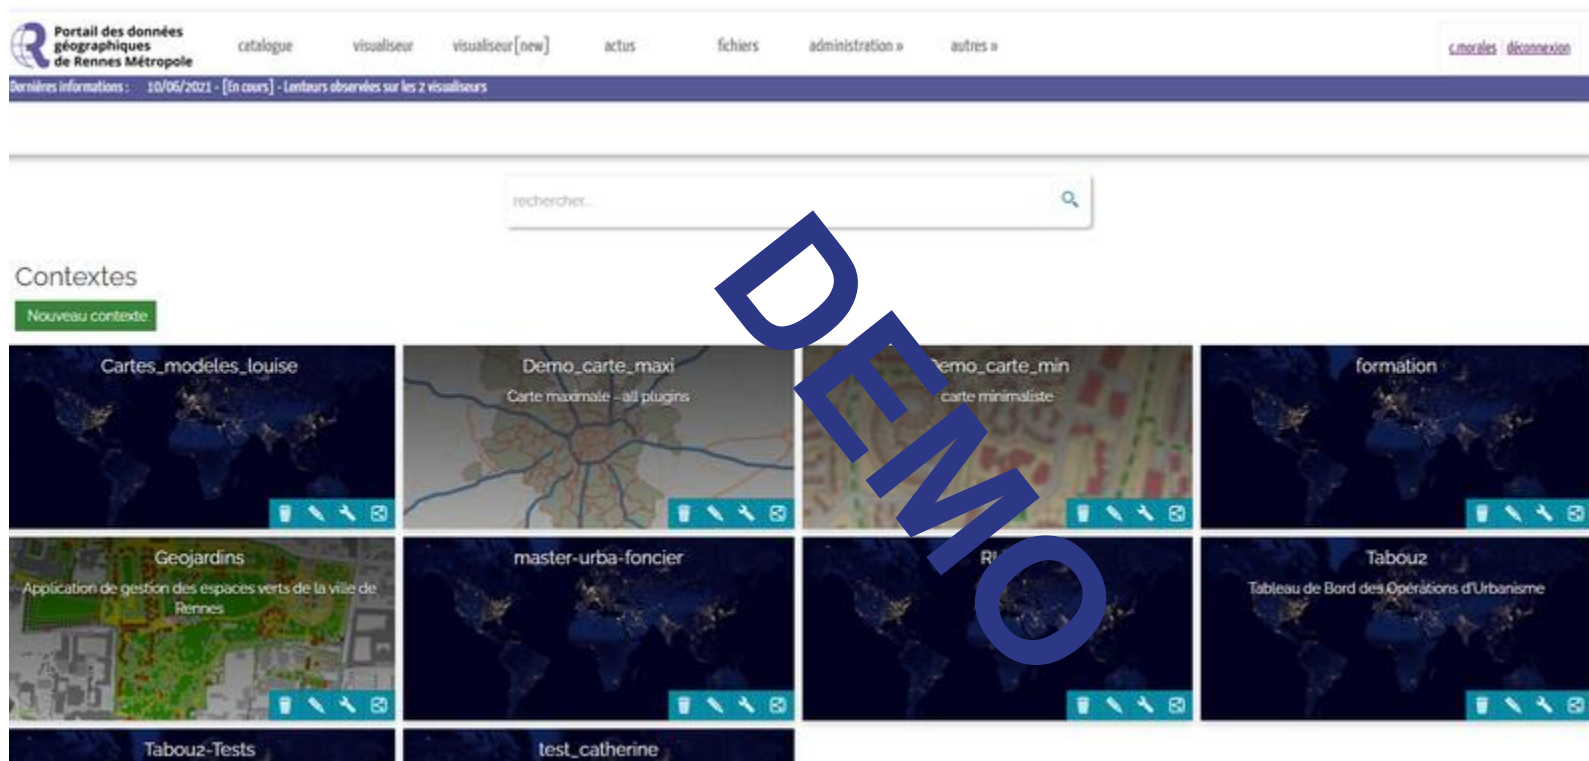 Portail des données
géographiques
de Rennes Métropole
catalogue visualiseur visualiseur[new] actus fichiers administration » autres »
c.morales déconnexion
Dernières informations : 10/06/2021 - [En cours] - Lenteurs observées sur les 2 visualiseurs
rechercher..
Contextes
Nouveau contexte
Cartes_modeles_louise
Demo_carte_maxi
Carte maximale - all plugins
emo_carte_min
carte minimaliste
formation
Geojardins
Application de gestion des espaces verts de la ville de
Rennes
master-urba-foncier
Tabou2
Tableau de Bord des Opérations d'Urbanisme
Tabou2-Tests
test_catherine
DEMO